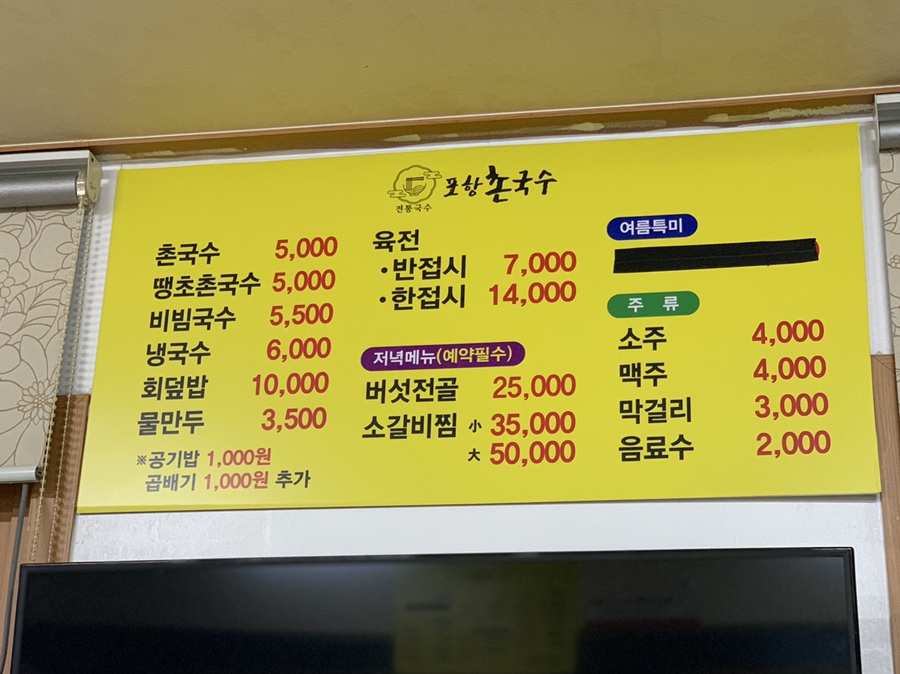 전통국수
포항촌국수
촌국수 5,000
땡초촌국수 5,000
비빔국수 5,500
냉국수 6,000
회덮밥 10,000
물만두 3,500
※공기밥 1,000원
곱배기 1,000원 추가
육전
·반접시 7,000
·한접시 14,000
저녁메뉴(예약필수)
버섯전골 25,000
소갈비찜 小 35,000
大 50,000
여름특미
주 류
소주 4,000
맥주 4,000
막걸리 3,000
음료수 2,000